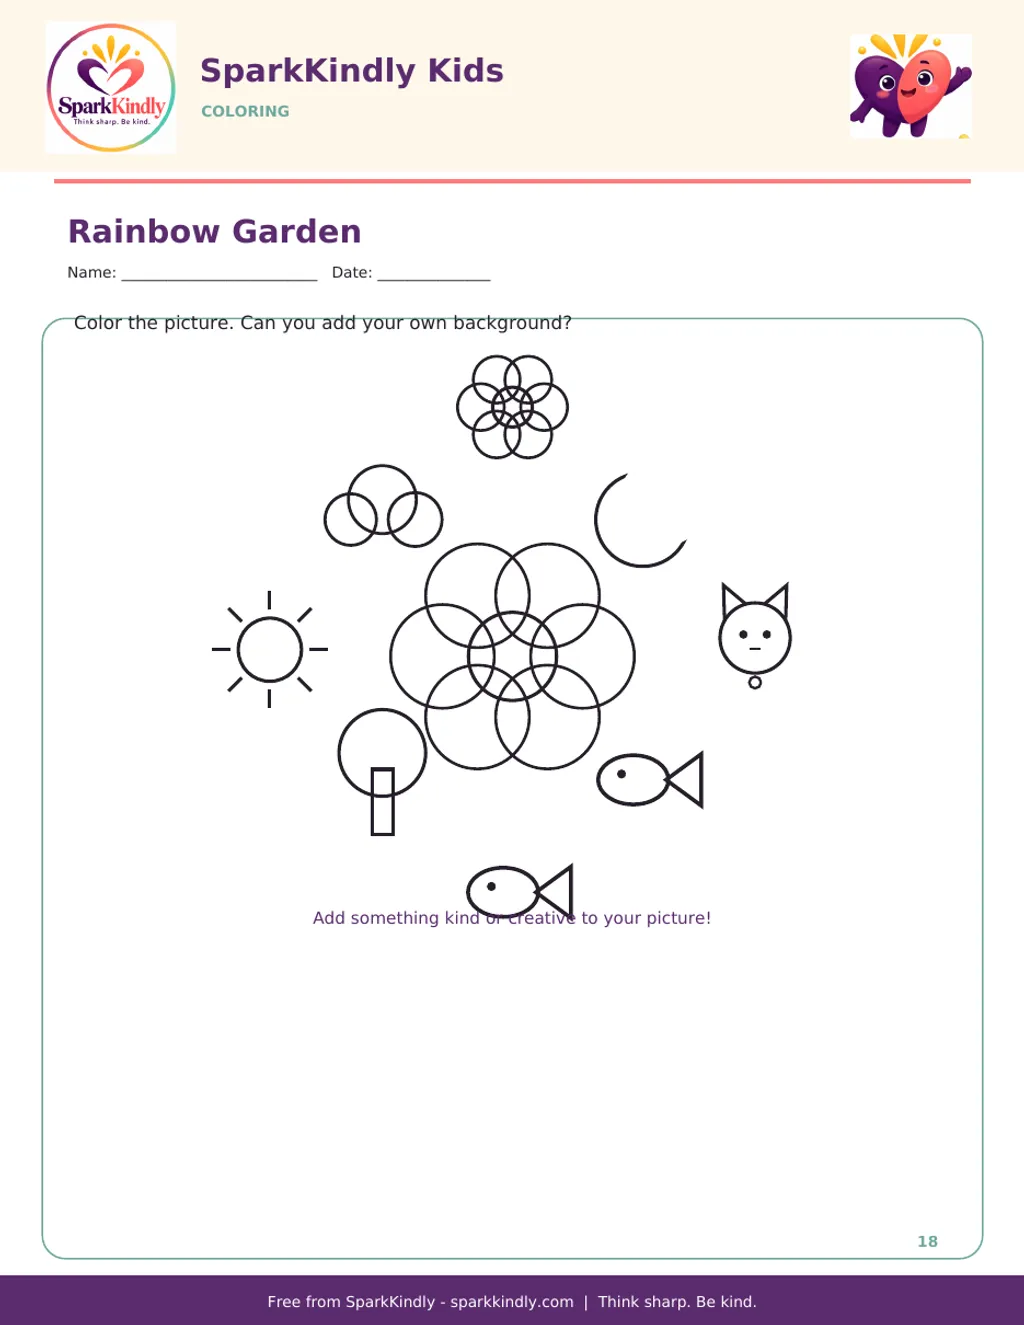 SparkKindly
Think sharp. Be kind.
SparkKindly Kids
COLORING
Rainbow Garden
Name: __________________________ Date: _______________
Color the picture. Can you add your own background?
Add something kind or creative to your picture!
18
Free from SparkKindly - sparkkindly.com | Think sharp. Be kind.